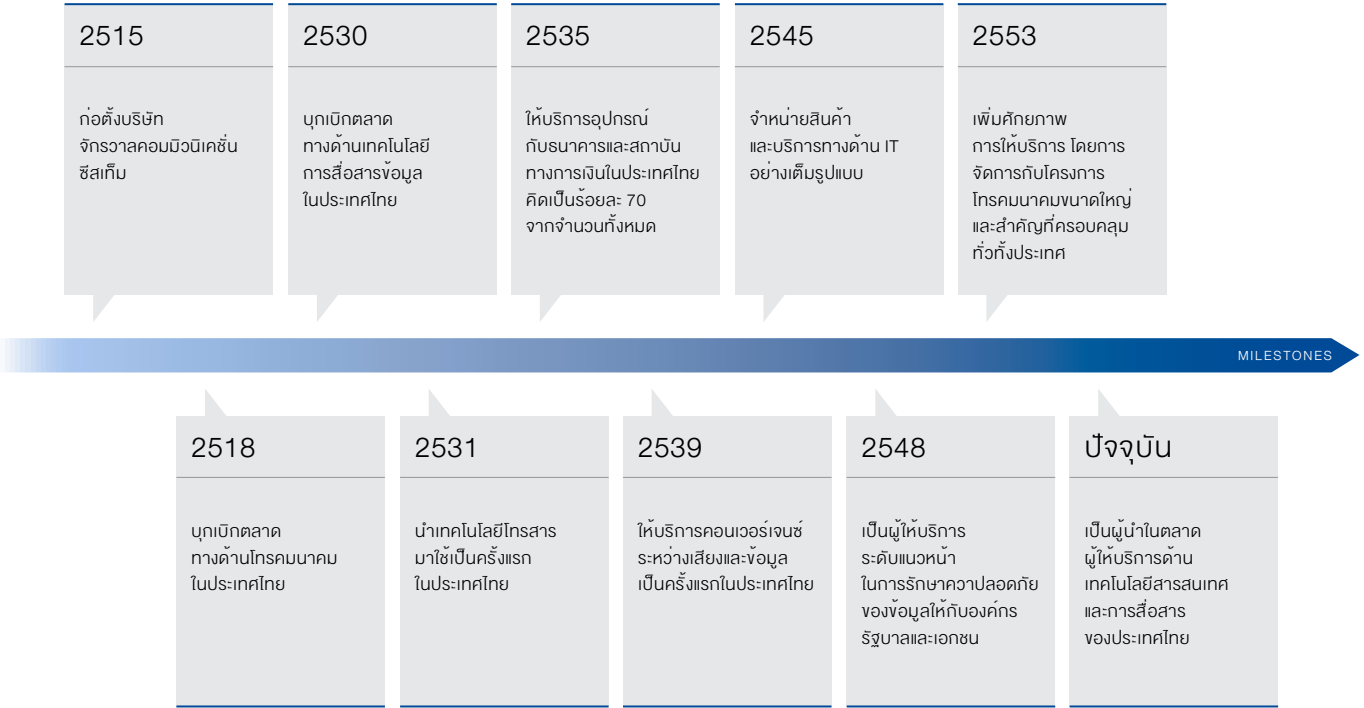 2515
ก่อตั้งบริษัท
จักรวาลคอมมิวนิเคชั่น
ซีสเท็ม
2530
บุกเบิกตลาด
ทางด้านเทคโนโลยี
การสื่อสารข้อมูล
ในประเทศไทย
2535
ให้บริการอุปกรณ์
กับธนาคารและสถาบัน
ทางการเงินในประเทศไทย
คิดเป็นร้อยละ 70
จากจำนวนทั้งหมด
2545
จำหน่ายสินค้า
และบริการทางด้าน IT
อย่างเต็มรูปแบบ
2553
เพิ่มศักยภาพ
การให้บริการ โดยการ
จัดการกับโครงการ
โทรคมนาคมขนาดใหญ่
และสำคัญที่ครอบคลุม
ทั่วทั้งประเทศ
MILESTONES
2518
บุกเบิกตลาด
ทางด้านโทรคมนาคม
ในประเทศไทย
2531
นำเทคโนโลยีโทรสาร
มาใช้เป็นครั้งแรก
ในประเทศไทย
2539
ให้บริการคอนเวอร์เจนซ์
ระหว่างเสียงและข้อมูล
เป็นครั้งแรกในประเทศไทย
2548
เป็นผู้ให้บริการ
ระดับแนวหน้า
ในการรักษาควาปลอดภัย
ของข้อมูลให้กับองค์กร
รัฐบาลและเอกชน
ปัจจุบัน
เป็นผู้นำในตลาด
ผู้ให้บริการด้าน
เทคโนโลยีสารสนเทศ
และการสื่อสาร
ของประเทศไทย